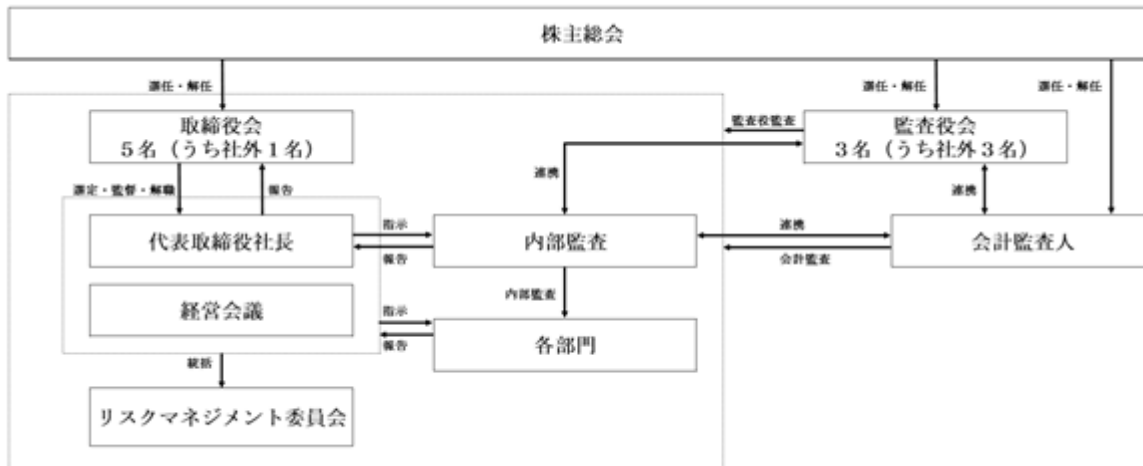 株主総会
選任・解任
選任・解任
選任・解任
取締役会
5名（うち社外1名）
監査役監査
監査役会
3名（うち社外3名）
連携
選定・監督・解職
報告
連携
代表取締役社長
指示
報告
内部監査
連携
会計監査
会計監査人
内部監査
経営会議
指示
報告
各部門
統括
リスクマネジメント委員会